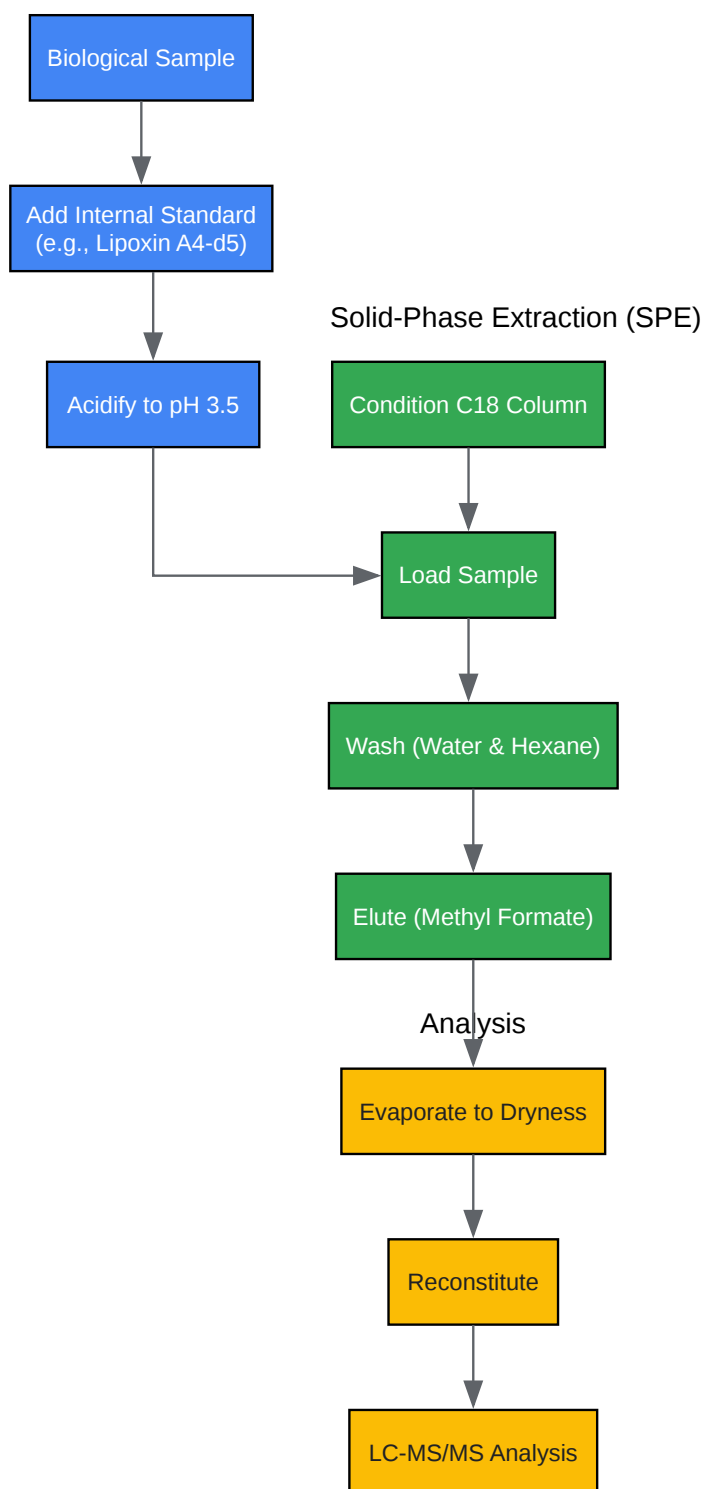 Biological Sample
Add Internal Standard
(e.g., Lipoxin A4-d5)
Solid-Phase Extraction (SPE)
Acidify to pH 3.5
Condition C18 Column
Load Sample
Wash (Water & Hexane)
Elute (Methyl Formate)
Analysis
Evaporate to Dryness
Reconstitute
LC-MS/MS Analysis